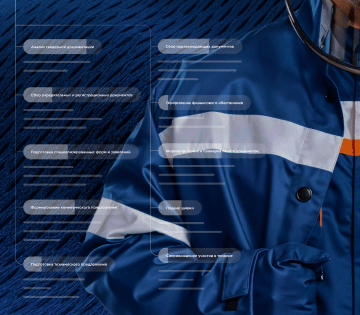 Анализ тендерной документации
Сбор учредительных и регистрационных документов
Подготовка специализированных форм и заявлений
Формирование коммерческого предложения
Подготовка технического предложения
Сбор подтверждающих документов
Оформление финансового обеспечения
Подача заявки
Сопровождение участия в тендере